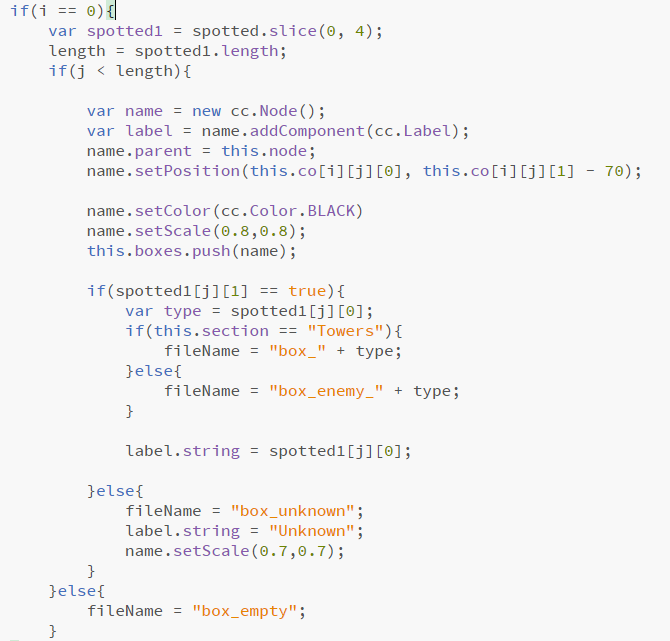 if(i == 0){
var spotted1 = spotted.slice(0, 4);
length = spotted1.length;
if(j < length){
var name = new cc.Node();
var label = name.addComponent(cc.Label);
name.parent = this.node;
name.setPosition(this.co[i][j][0], this.co[i][j][1] - 70);
name.setColor(cc.Color.BLACK)
name.setScale(0.8,0.8);
this.boxes.push(name);
if(spotted1[j][1] == true){
var type = spotted1[j][0];
if(this.section == "Towers"){
fileName = "box_" + type;
}else{
fileName = "box_enemy_" + type;
}
label.string = spotted1[j][0];
}else{
fileName = "box_unknown";
label.string = "Unknown";
name.setScale(0.7,0.7);
}
}else{
fileName = "box_empty";
}